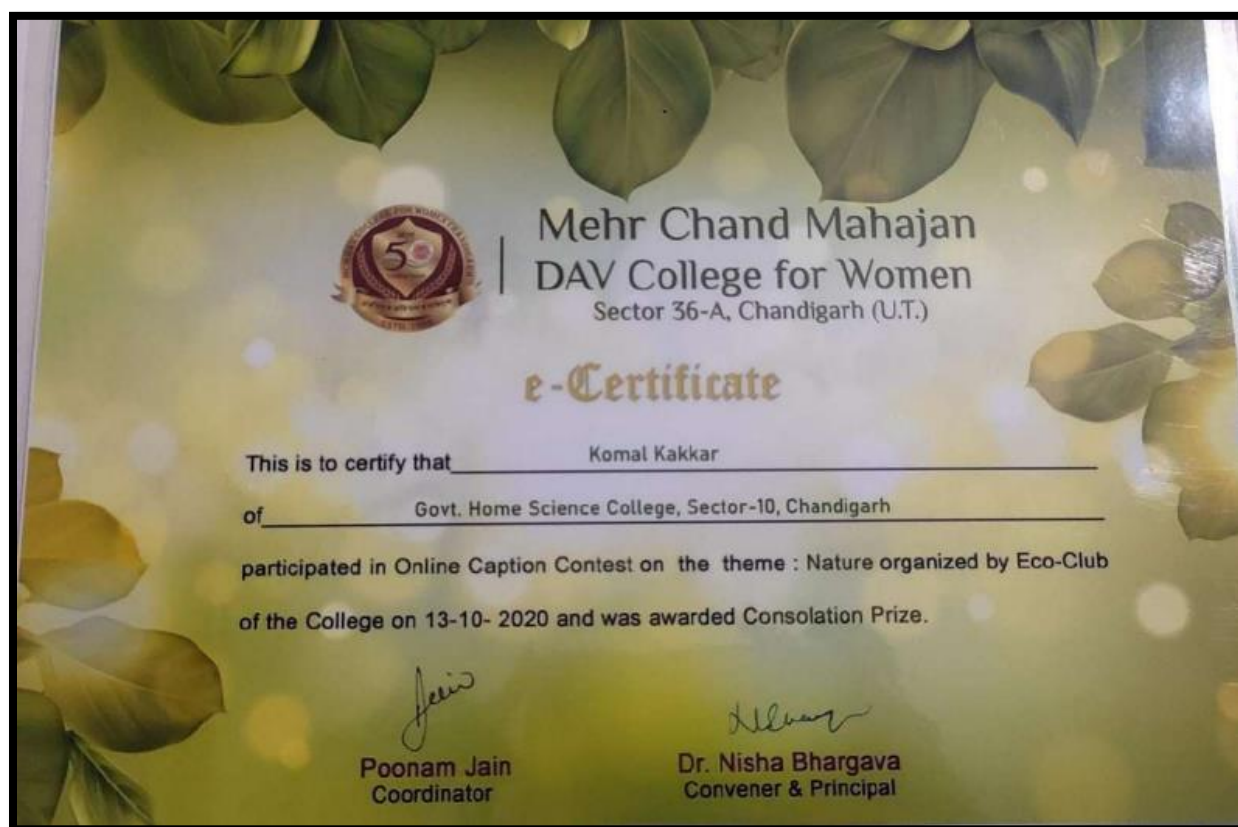 50
Mehr Chand Mahajan
DAV College for Women
Sector 36-A, Chandigarh (U.T.)
e-Certificate
This is to certify that Komal Kakkar
of Govt. Home Science College, Sector-10, Chandigarh
participated in Online Caption Contest on the theme : Nature organized by Eco-Club
of the College on 13-10- 2020 and was awarded Consolation Prize.
Jain
Poonam Jain
Coordinator
Dr. Nisha Bhargava
Convener & Principal